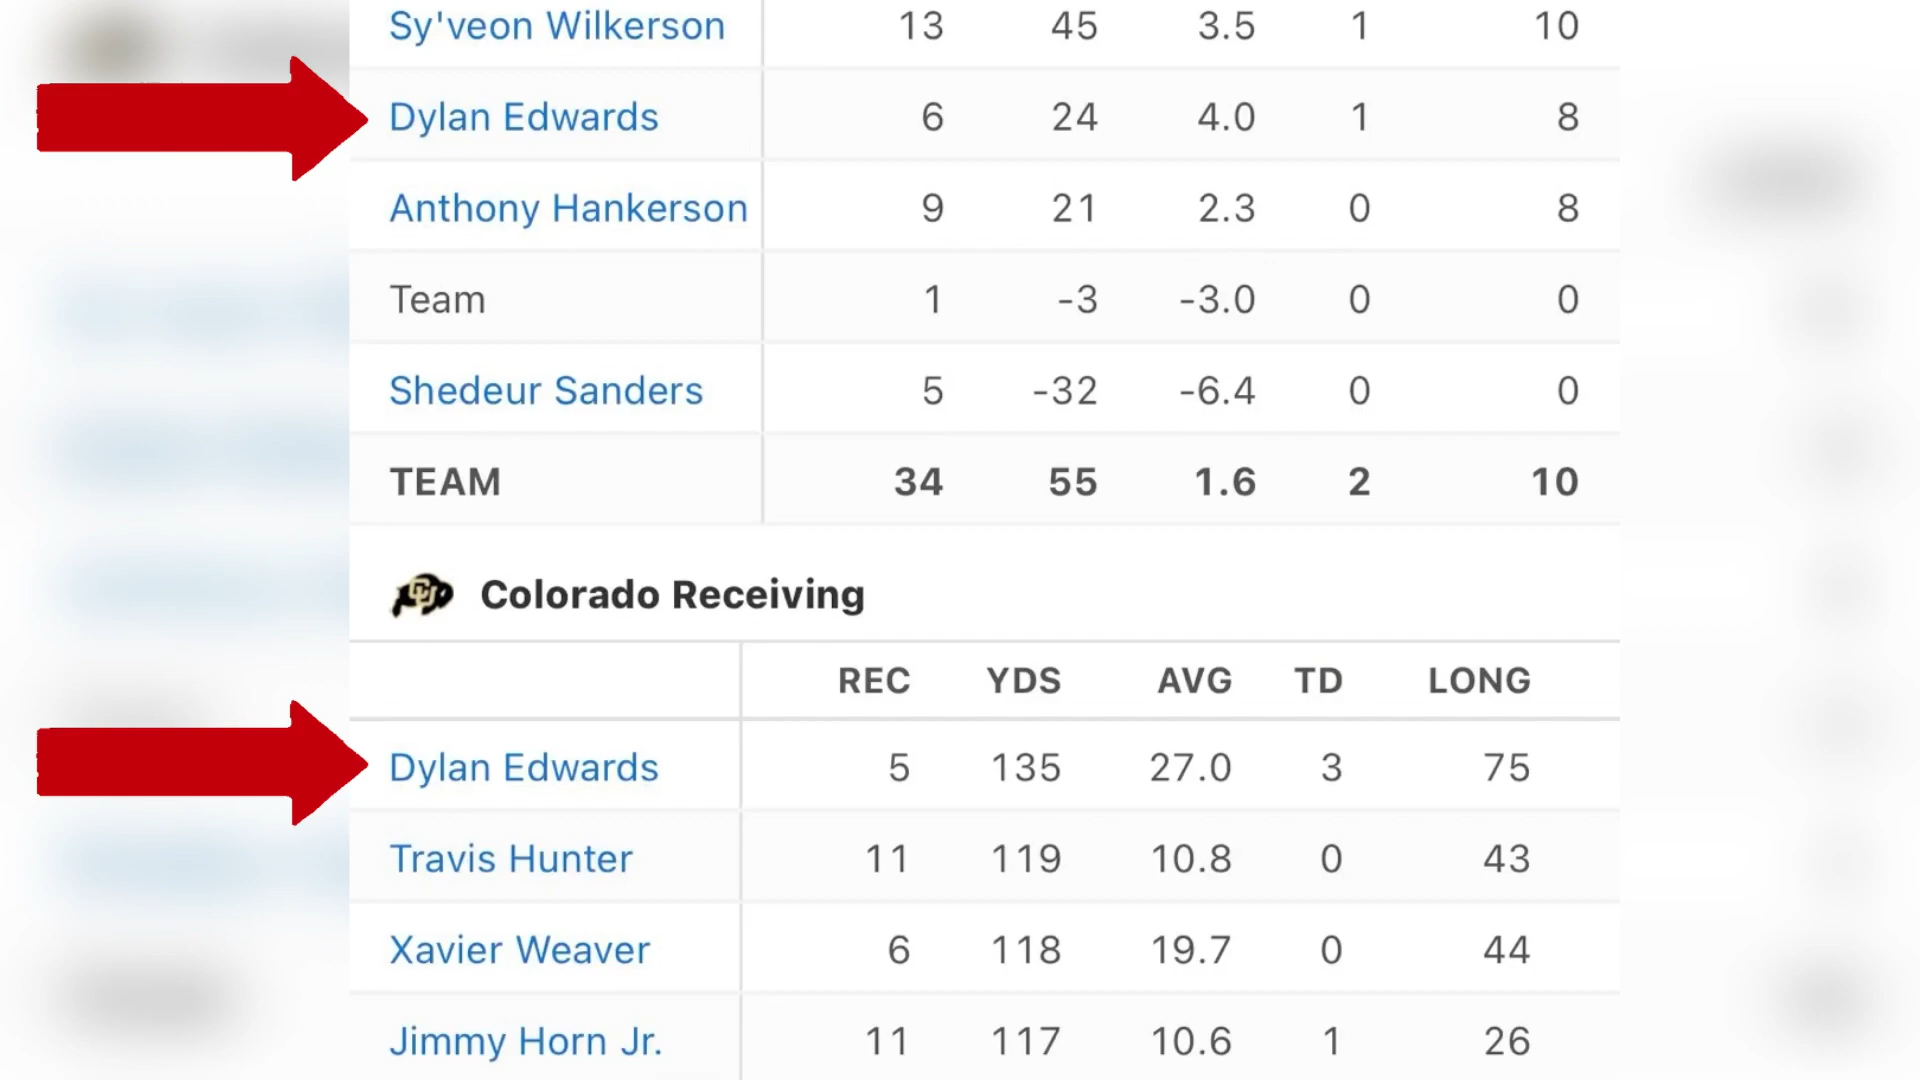 Sy'veon Wilkerson 13 45 3.5 1 10
Dylan Edwards 6 24 4.0 1 8
Anthony Hankerson 9 21 2.3 0 8
Team 1 -3 -3.0 0 0
Shedeur Sanders 5 -32 -6.4 0 0
TEAM 34 55 1.6 2 10
CU Colorado Receiving
REC YDS AVG TD LONG
Dylan Edwards 5 135 27.0 3 75
Travis Hunter 11 119 10.8 0 43
Xavier Weaver 6 118 19.7 0 44
Jimmy Horn Jr. 11 117 10.6 1 26